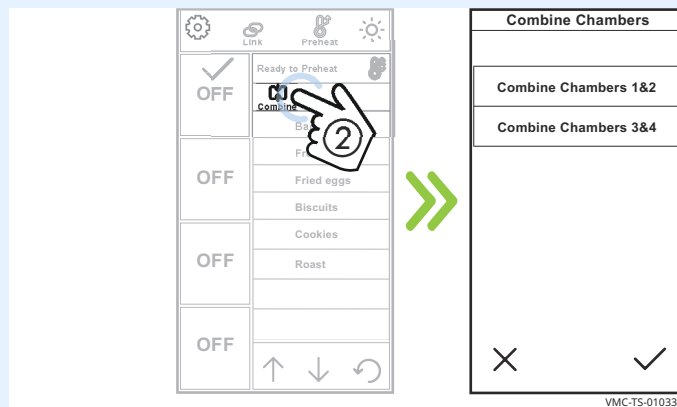 Link
Preheat
OFF
Ready to Preheat
Combine
2
OFF
Fried eggs
Biscuits
Cookies
OFF
Roast
OFF
Combine Chambers
Combine Chambers 1&2
Combine Chambers 3&4
VMC-TS-01033